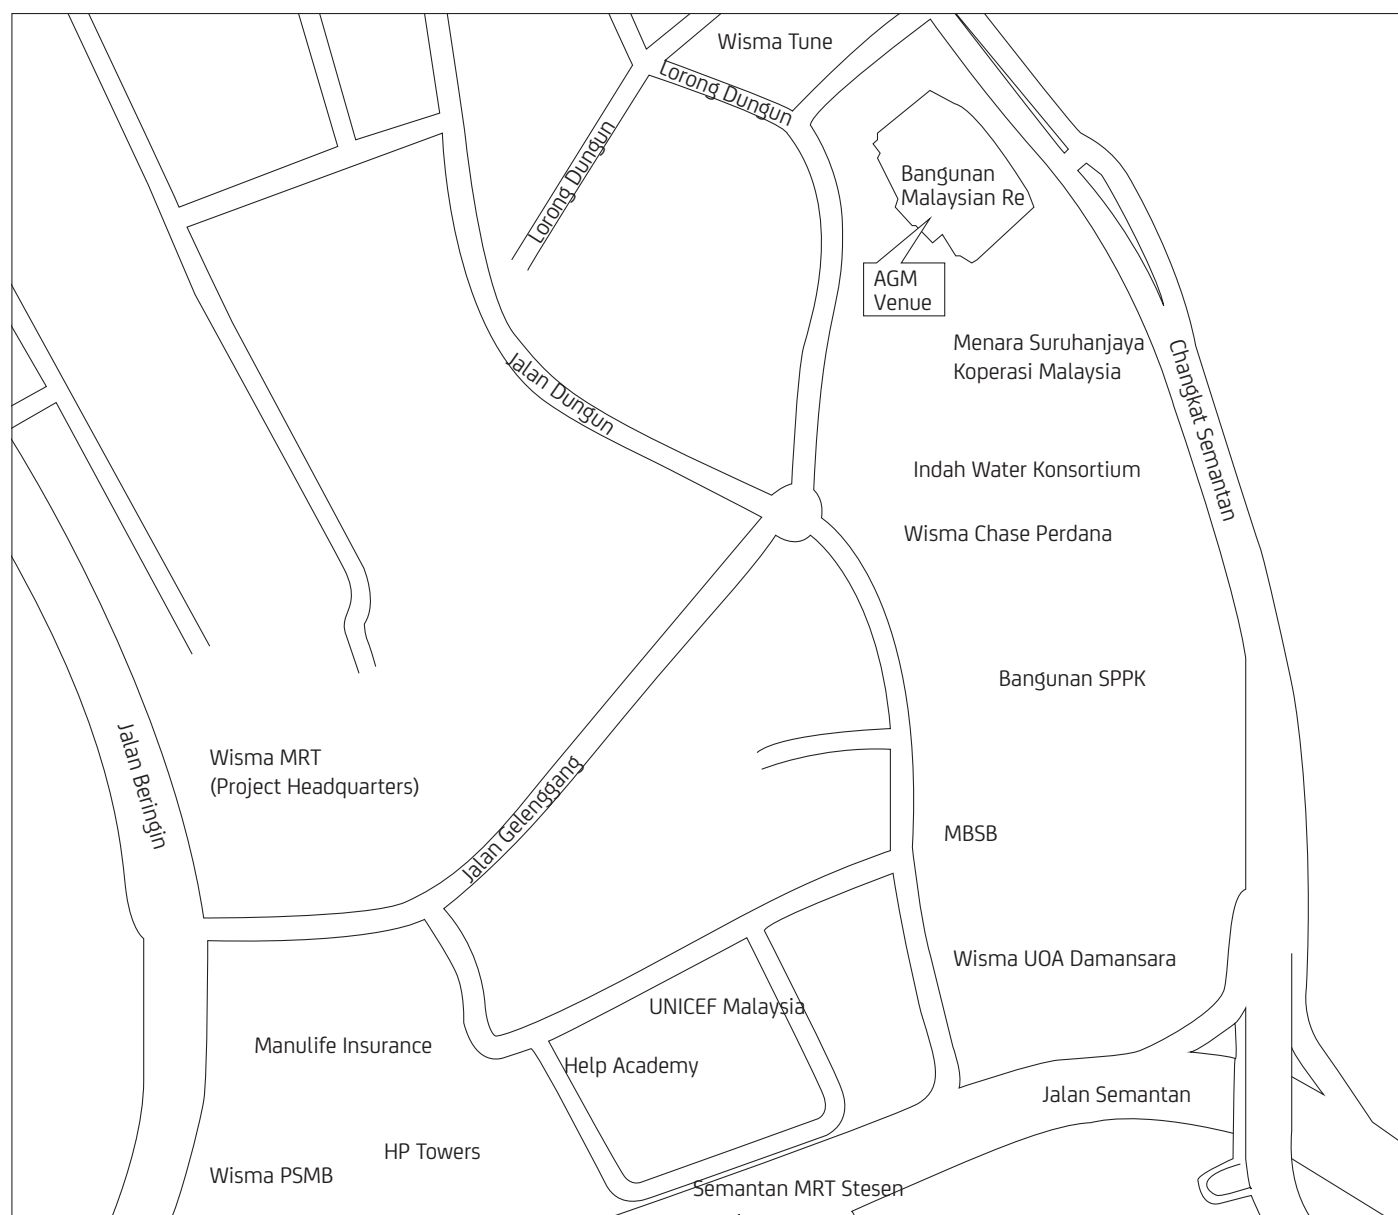 Wisma Tune
Lorong Dungun
Lorong Dungun
Bangunan
Malaysian Re
AGM
Venue
Menara Suruhanjaya
Koperasi Malaysia
Changkat Semantan
Jalan Dungun
Indah Water Konsortium
Wisma Chase Perdana
Bangunan SPPK
Jalan Beringin
Wisma MRT
(Project Headquarters)
Jalan Gelenggang
MBSB
Wisma UOA Damansara
UNICEF Malaysia
Manulife Insurance
Help Academy
Jalan Semantan
HP Towers
Wisma PSMB
Semantan MRT Stesen